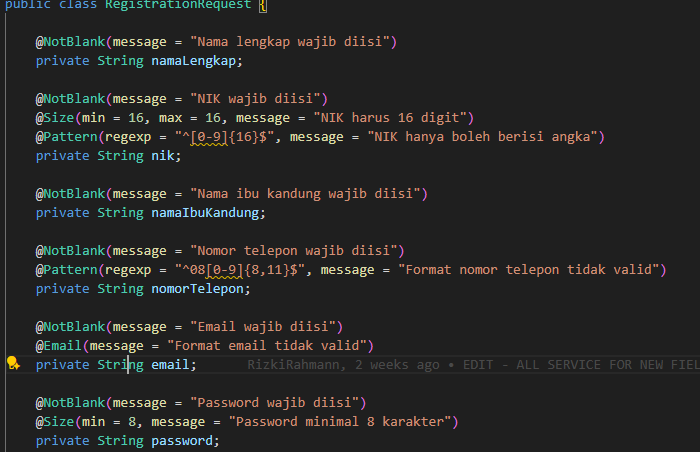 public class RegistrationRequest {
@NotBlank(message = "Nama lengkap wajib diisi")
private String namaLengkap;
@NotBlank(message = "NIK wajib diisi")
@Size(min = 16, max = 16, message = "NIK harus 16 digit")
@Pattern(regexp = "^[0-9]{16}$", message = "NIK hanya boleh berisi angka")
private String nik;
@NotBlank(message = "Nama ibu kandung wajib diisi")
private String namaIbuKandung;
@NotBlank(message = "Nomor telepon wajib diisi")
@Pattern(regexp = "^08[0-9]{8,11}$", message = "Format nomor telepon tidak valid")
private String nomorTelepon;
@NotBlank(message = "Email wajib diisi")
@Email(message = "Format email tidak valid")
private String email; RizkiRahmann, 2 weeks ago • EDIT - ALL SERVICE FOR NEW FIEL
@NotBlank(message = "Password wajib diisi")
@Size(min = 8, message = "Password minimal 8 karakter")
private String password;